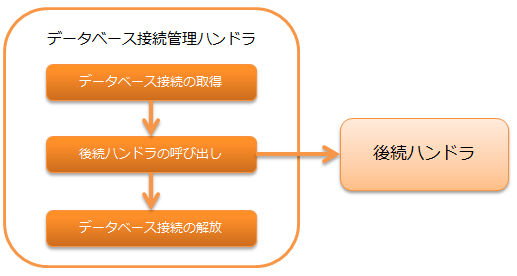 データベース接続管理ハンドラ
データベース接続の取得
後続ハンドラの呼び出し
後続ハンドラ
データベース接続の解放